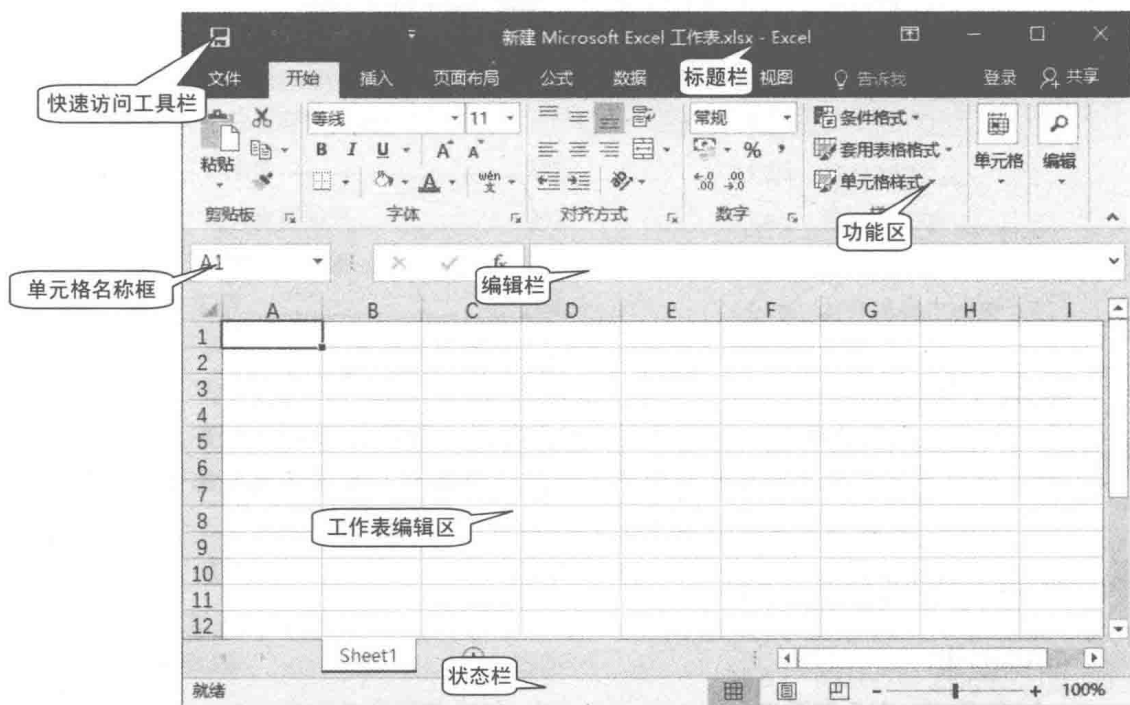 新建 Microsoft Excel 工作表.xlsx - Excel
文件 开始 插入 页面布局 公式 数据 标题栏 视图 告诉我 登录 共享
快速访问工具栏
等线 11 常规 条件格式
B I U A A % 套用表格格式
粘贴 单元格 编辑
A wén 文 .00 .00 单元格样式
剪贴板 字体 对齐方式 数字
功能区
A1 fx
单元格名称框 编辑栏
A B C D E F G H I
1
2
3
4
5
6
7
8
工作表编辑区
9
10
11
12
Sheet1
状态栏
就绪 100%